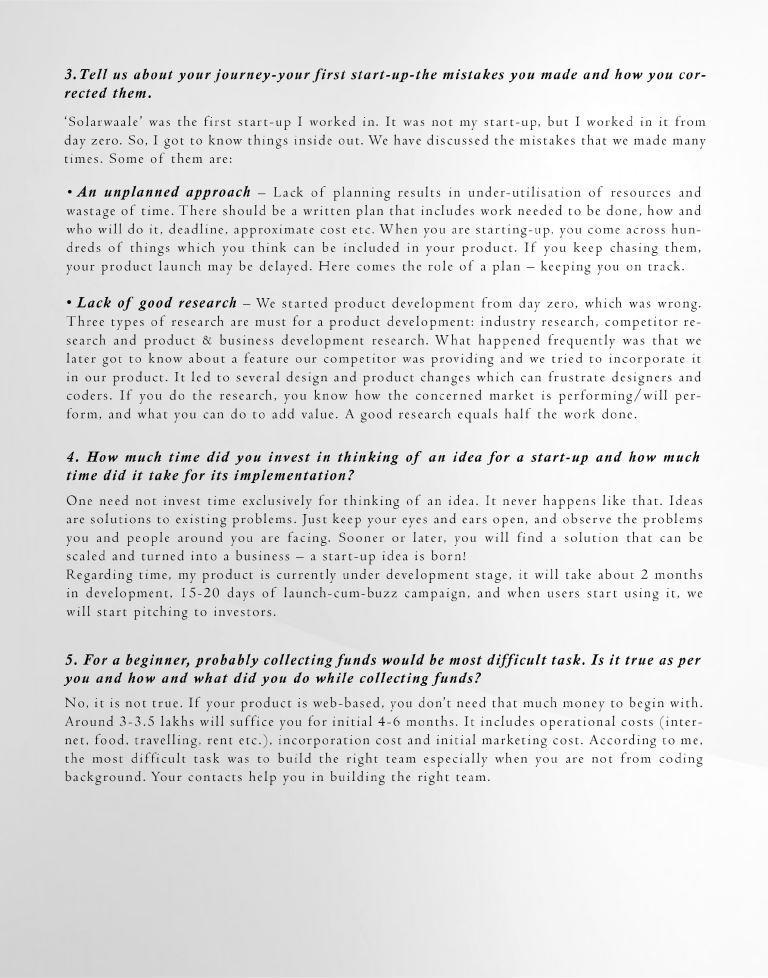 3.Tell us about your journey-your first start-up-the mistakes you made and how you cor-
rected them.
‘Solarwaale’ was the first start-up I worked in. It was not my start-up, but I worked in it from
day zero. So, I got to know things inside out. We have discussed the mistakes that we made many
times. Some of them are:
• An unplanned approach – Lack of planning results in under-utilisation of resources and
wastage of time. There should be a written plan that includes work needed to be done, how and
who will do it, deadline, approximate cost etc. When you are starting-up, you come across hun-
dreds of things which you think can be included in your product. If you keep chasing them,
your product launch may be delayed. Here comes the role of a plan – keeping you on track.
• Lack of good research – We started product development from day zero, which was wrong.
Three types of research are must for a product development: industry research, competitor re-
search and product & business development research. What happened frequently was that we
later got to know about a feature our competitor was providing and we tried to incorporate it
in our product. It led to several design and product changes which can frustrate designers and
coders. If you do the research, you know how the concerned market is performing/will per-
form, and what you can do to add value. A good research equals half the work done.
4. How much time did you invest in thinking of an idea for a start-up and how much
time did it take for its implementation?
One need not invest time exclusively for thinking of an idea. It never happens like that. Ideas
are solutions to existing problems. Just keep your eyes and ears open, and observe the problems
you and people around you are facing. Sooner or later, you will find a solution that can be
scaled and turned into a business – a start-up idea is born!
Regarding time, my product is currently under development stage, it will take about 2 months
in development, 15-20 days of launch-cum-buzz campaign, and when users start using it, we
will start pitching to investors.
5. For a beginner, probably collecting funds would be most difficult task. Is it true as per
you and how and what did you do while collecting funds?
No, it is not true. If your product is web-based, you don’t need that much money to begin with.
Around 3-3.5 lakhs will suffice you for initial 4-6 months. It includes operational costs (inter-
net, food, travelling, rent etc.), incorporation cost and initial marketing cost. According to me,
the most difficult task was to build the right team especially when you are not from coding
background. Your contacts help you in building the right team.